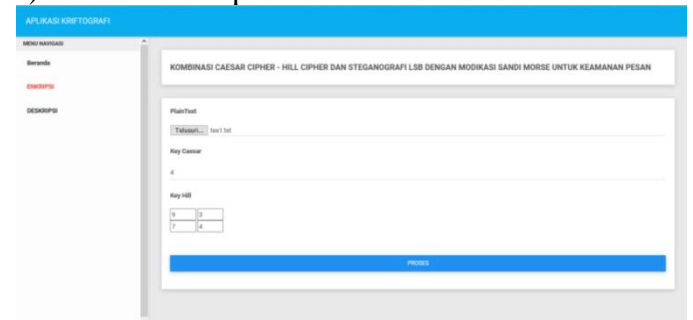 APLIKASI KRIFTOGRAFI
MENU NAVIGASI
Beranda
ENKRIPSI
DESKRIPSI
KOMBINASI CAESAR CIPHER - HILL CIPHER DAN STEGANOGRAFI LSB DENGAN MODIKASI SANDI MORSE UNTUK KEAMANAN PESAN
PlainText
Telusuri... tes1.txt
Key Caesar
4
Key Hill
3
7 4
PROSES